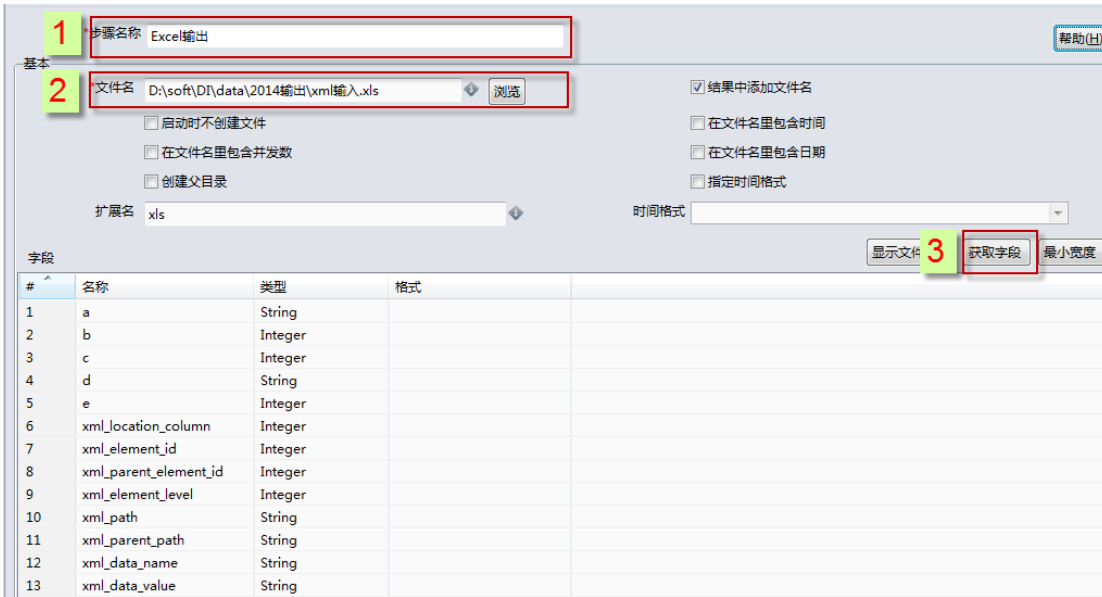 1 *步骤名称 Excel输出
帮助(H)
基本
2 *文件名 D:\soft\DI\data\2014输出\xml输入.xls 浏览 结果中添加文件名
启动时不创建文件 在文件名里包含时间
在文件名里包含并发数 在文件名里包含日期
创建父目录 指定时间格式
扩展名 xls 时间格式
字段 显示文件 3 获取字段 最小宽度
# 名称 类型 格式
1 a String
2 b Integer
3 c Integer
4 d String
5 e Integer
6 xml_location_column Integer
7 xml_element_id Integer
8 xml_parent_element_id Integer
9 xml_element_level Integer
10 xml_path String
11 xml_parent_path String
12 xml_data_name String
13 xml_data_value String